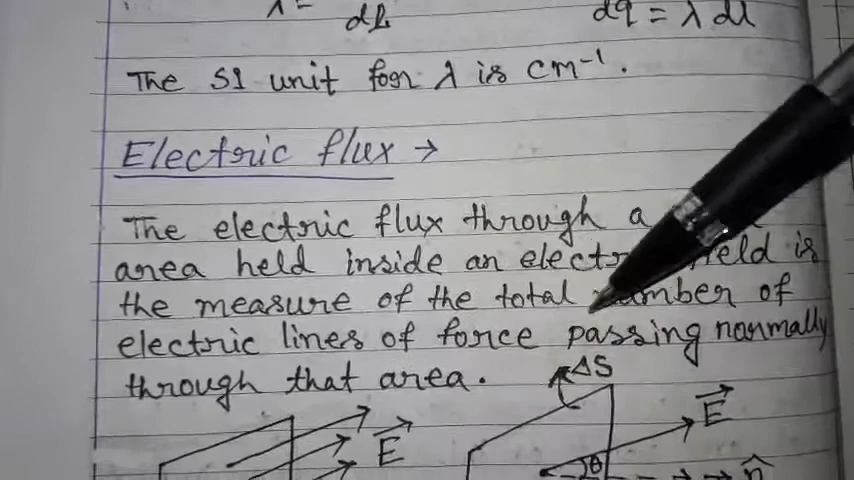 λ =
dl dq = λ dl
The SI unit for λ is cm⁻¹.
Electric flux →
The electric flux through a
area held inside an electric field is
the measure of the total number of
electric lines of force passing normally
through that area.
ΔS
E⃗ E⃗
θ n̂